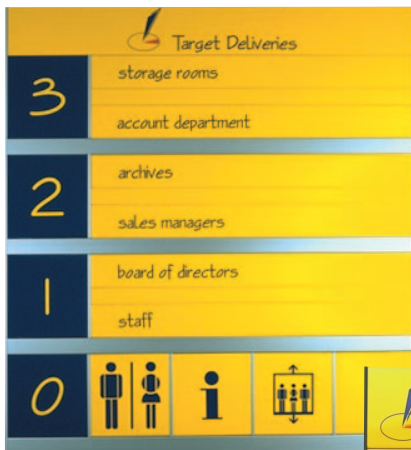 Target Deliveries
3
storage rooms
account department
2
archives
sales managers
1
board of directors
staff
0
i